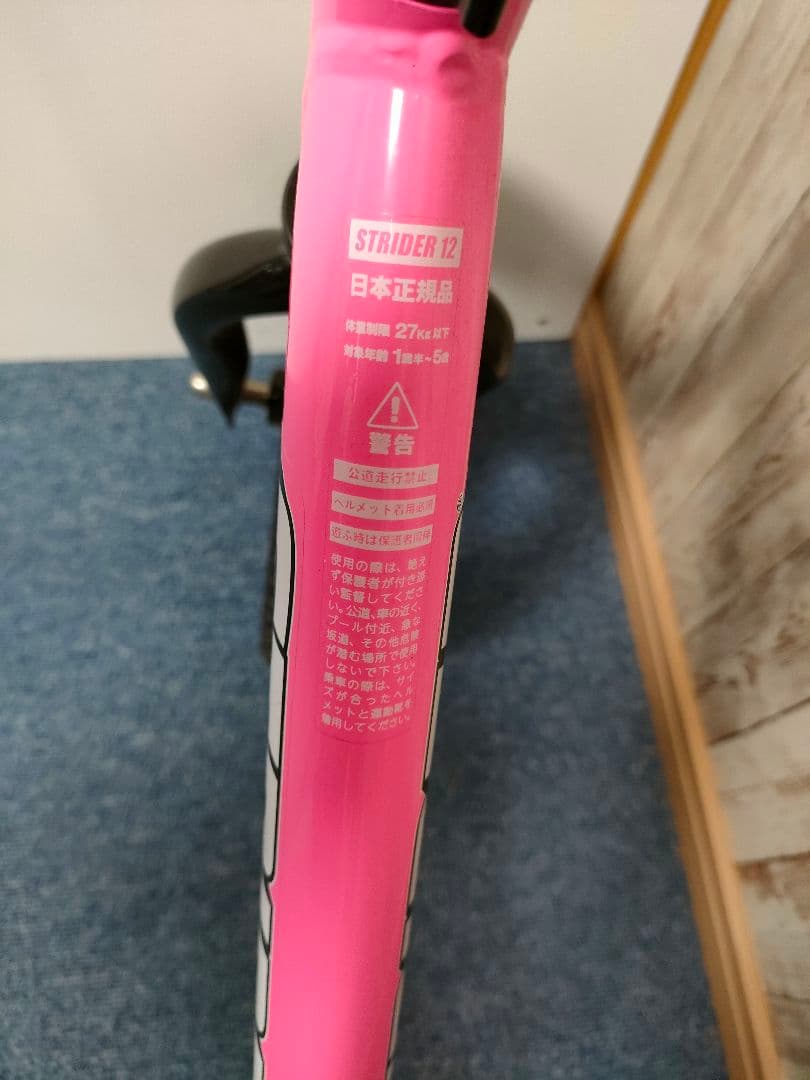 STRIDER 12
日本正規品
体重制限 27Kg以下
対象年齢 1歳半~5歳
警告
公道走行禁止
ヘルメット着用必須
遊ぶ時は保護者同伴
使用の際は、絶え
ず保護者が付き添
い監督してくださ
い。公道、車の近く、
プール付近、急な
坂道、その他危険
が潜む場所で使用
しないで下さい。
乗車の際は、サイ
ズが合ったヘル
メットと運動靴を
着用してください。